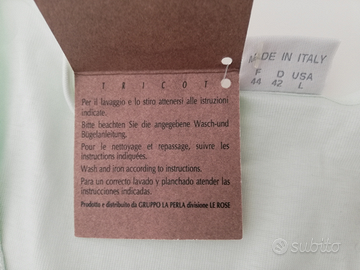 TRICOT
Per il lavaggio e lo stiro attenersi alle istruzioni
indicate.
Bitte beachten Sie die angegebene Wasch-und
Bügelanleitung.
Pour le nettoyage et repassage, suivre les
instructions indiquées.
Wash and iron according to instructions.
Para un correcto lavado y planchado atender las
instrucciones indicadas.
Prodotto e distribuito da GRUPPO LA PERLA divisione LE ROSE
MADE IN ITALY
F D USA
44 42 L
subito